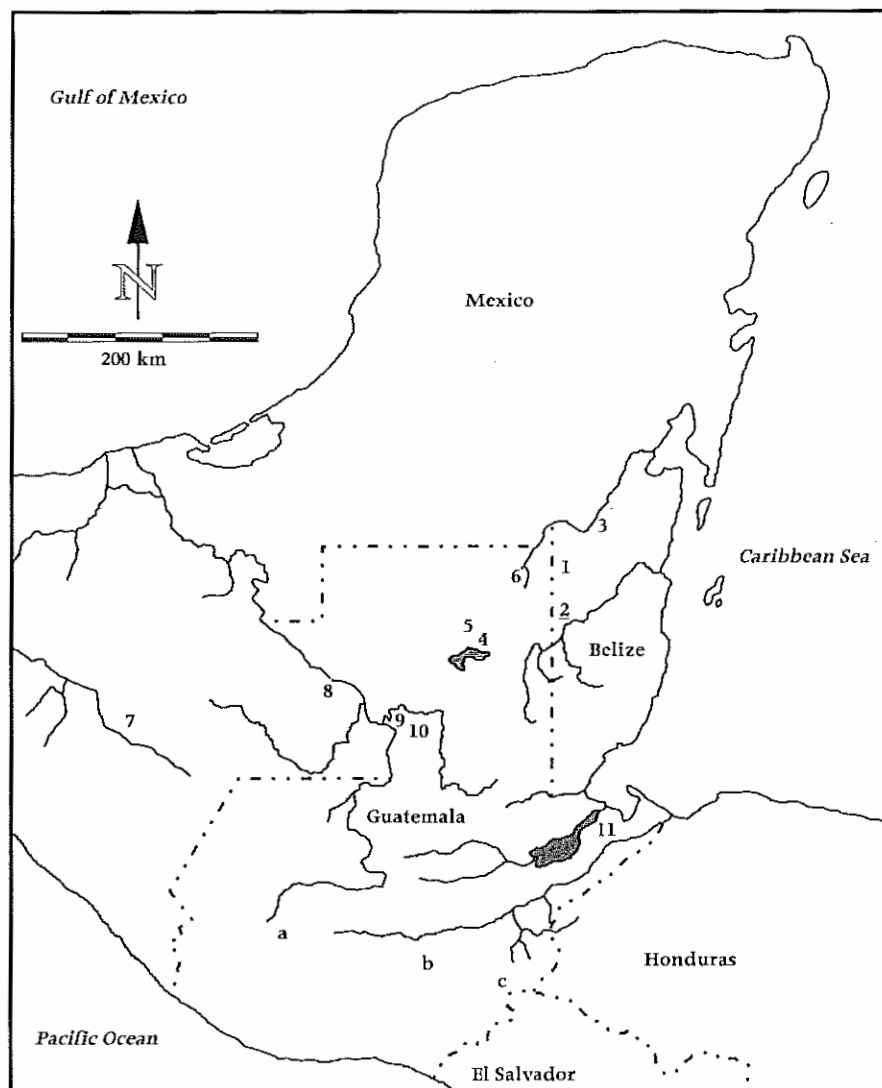 Gulf of Mexico
N
Mexico
200 km
3
Caribbean Sea
1
6
2
5
4
Belize
8
7
9
10
Guatemala
11
a
b
Honduras
c
Pacific Ocean
El Salvador